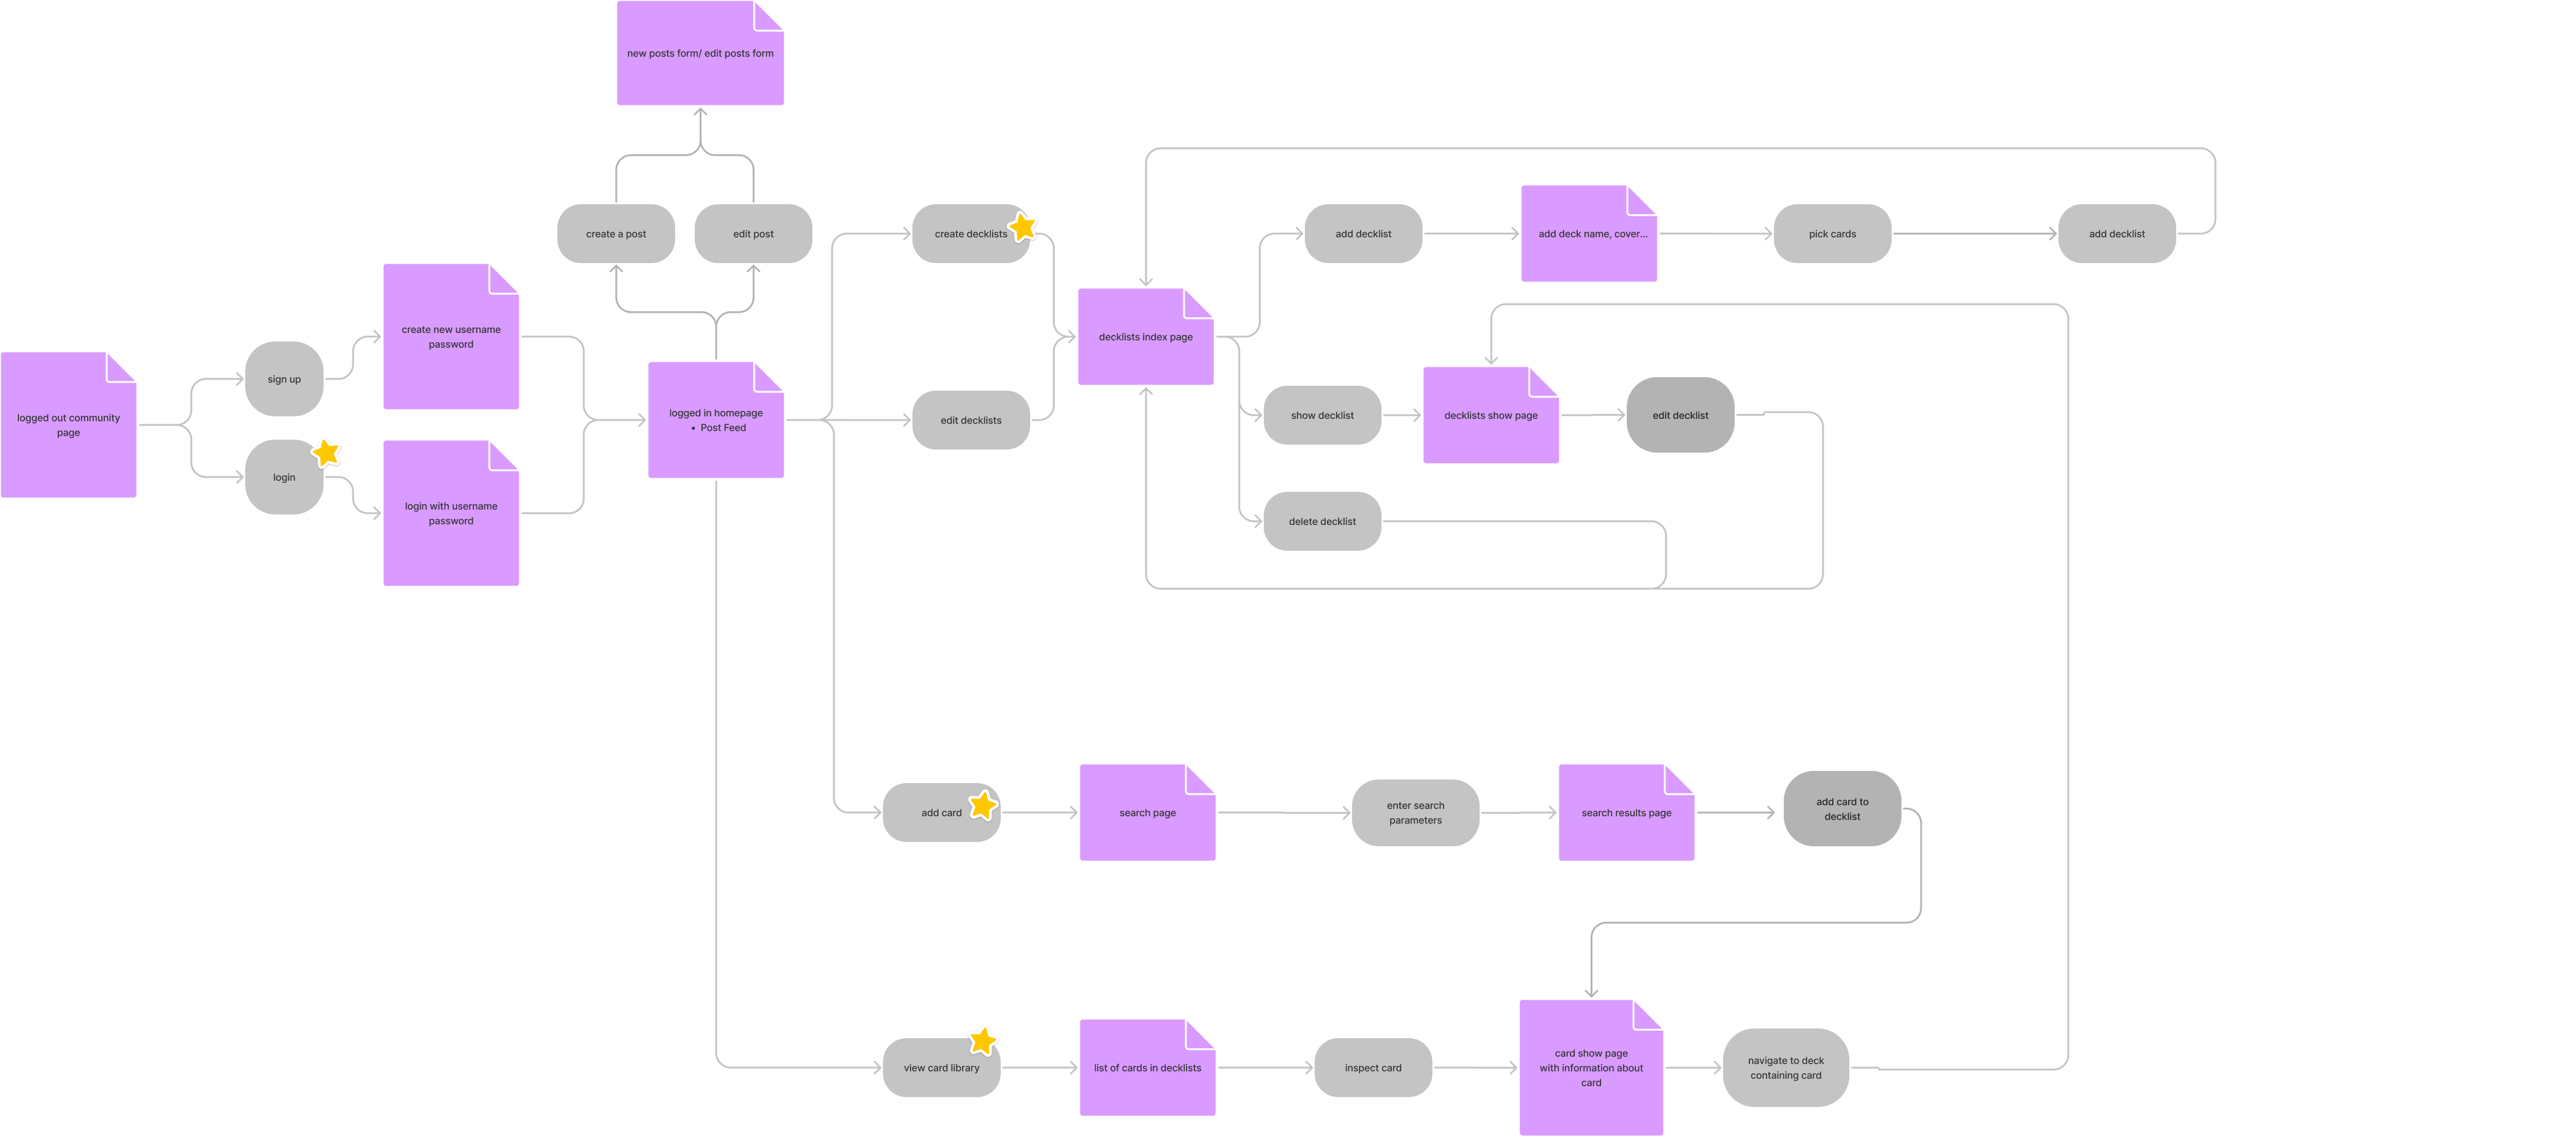 new posts form/ edit posts form
create a post
edit post
create decklists
add decklist
add deck name, cover...
pick cards
add decklist
create new username
password
decklists index page
sign up
logged out community
page
logged in homepage
• Post Feed
edit decklists
show decklist
decklists show page
edit decklist
login
login with username
password
delete decklist
add card
search page
enter search
parameters
search results page
add card to
decklist
view card library
list of cards in decklists
inspect card
card show page
with information about
card
navigate to deck
containing card